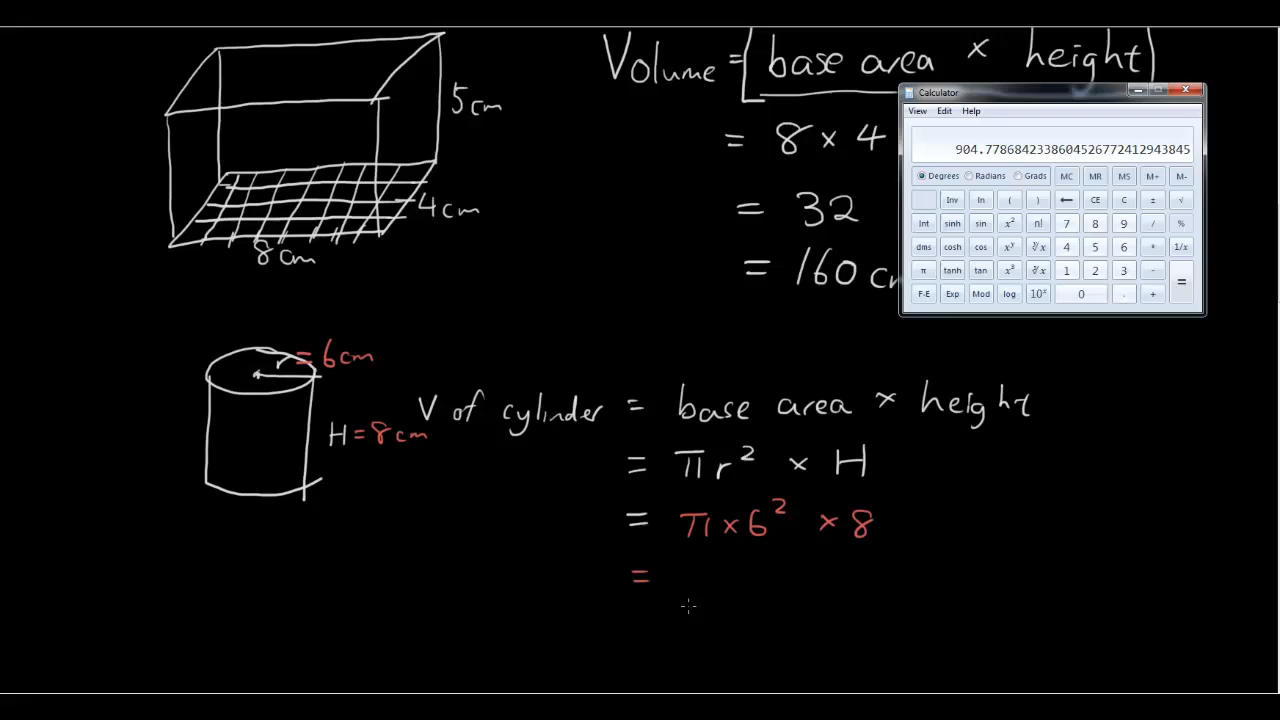 Volume = base area × height
5cm
= 8 × 4
4cm
= 32
8cm
= 160 c
Calculator
View Edit Help
904.77868423386045267724129438​45
Degrees Radians Grads MC MR MS M+ M-
Inv ln ( ) ← CE C ± √
Int sinh sin x² n! 7 8 9 / %
dms cosh cos xʸ ʸ√x 4 5 6 * 1/x
π tanh tan x³ ³√x 1 2 3 - =
F-E Exp Mod log 10ˣ 0 . +
r = 6cm
H = 8cm
V of cylinder = base area × height
= πr² × H
= π × 6² × 8
=